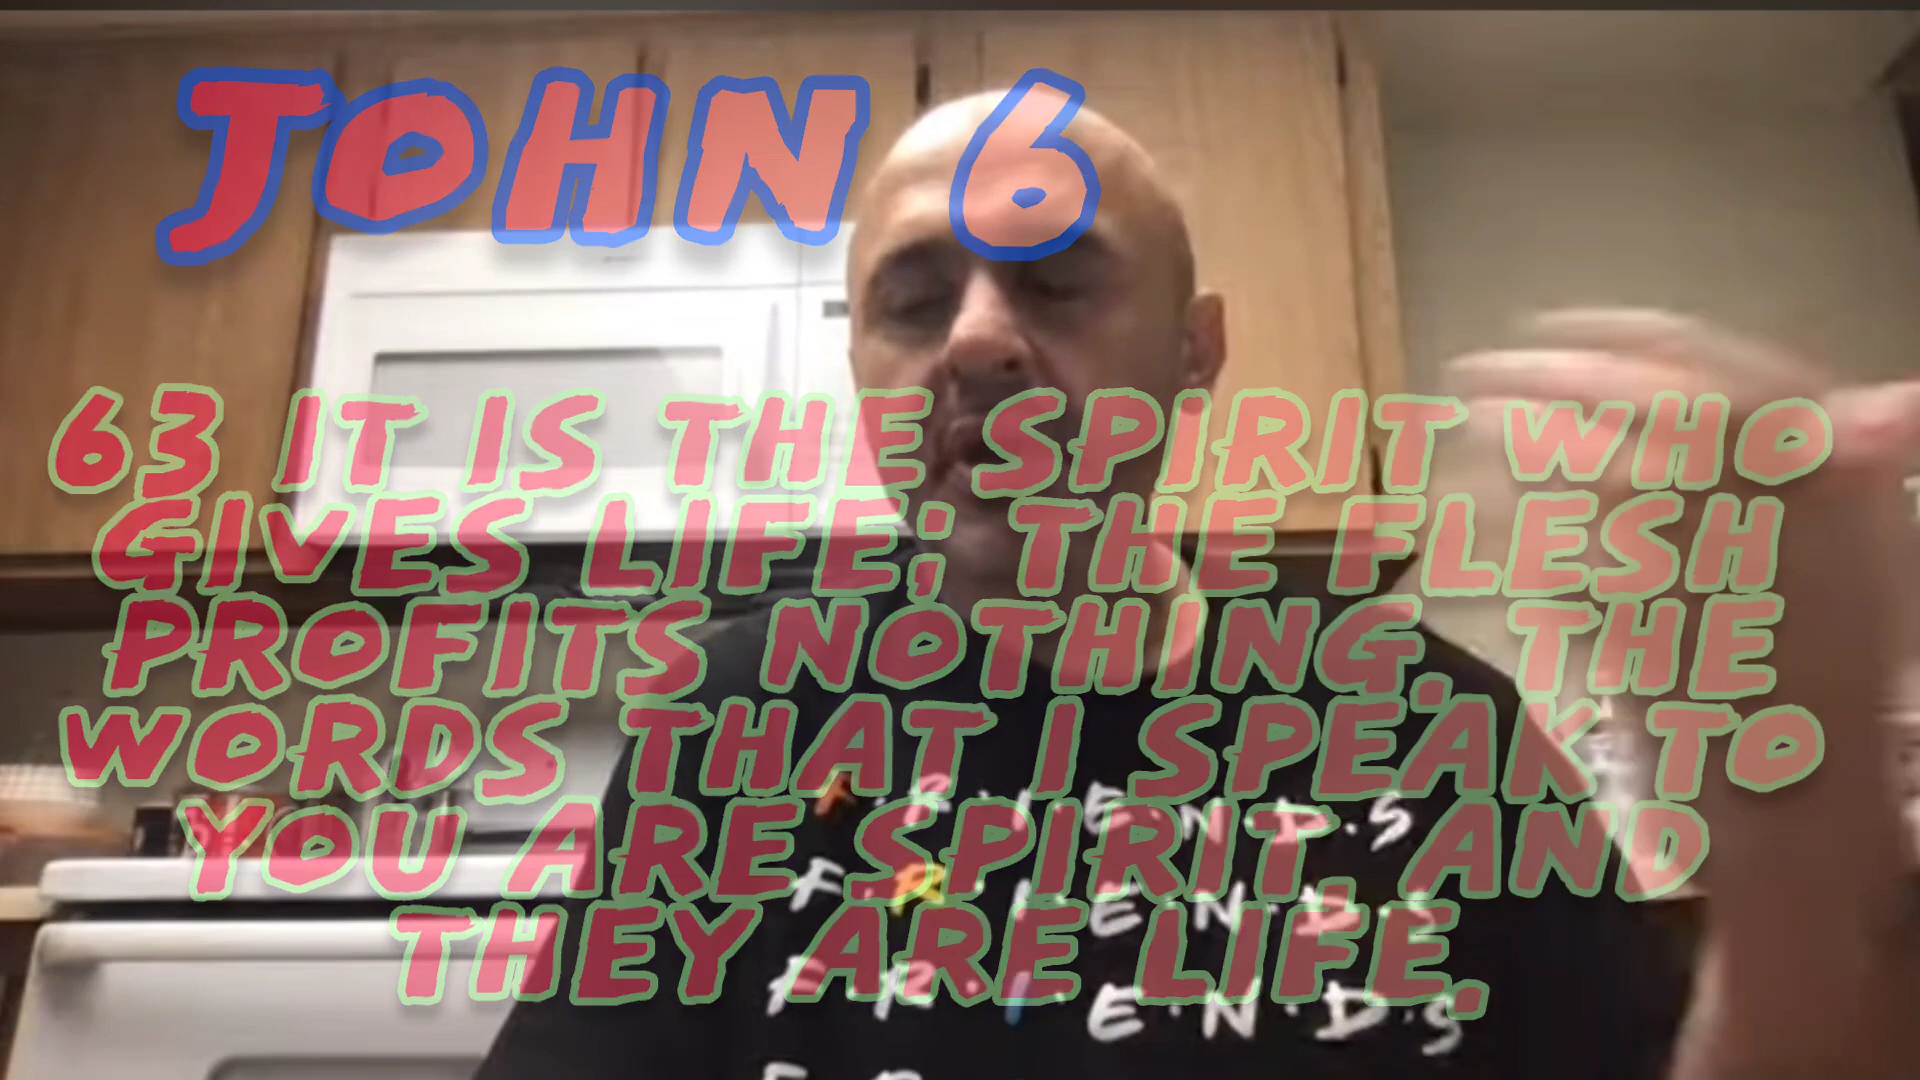 JOHN 6
63 IT IS THE SPIRIT WHO
GIVES LIFE; THE FLESH
PROFITS NOTHING. THE
WORDS THAT I SPEAK TO
YOU ARE SPIRIT, AND
THEY ARE LIFE.
F·R·I·E·N·D·S
F·R·I·E·N·D·S
F·R·I·E·N·D·S